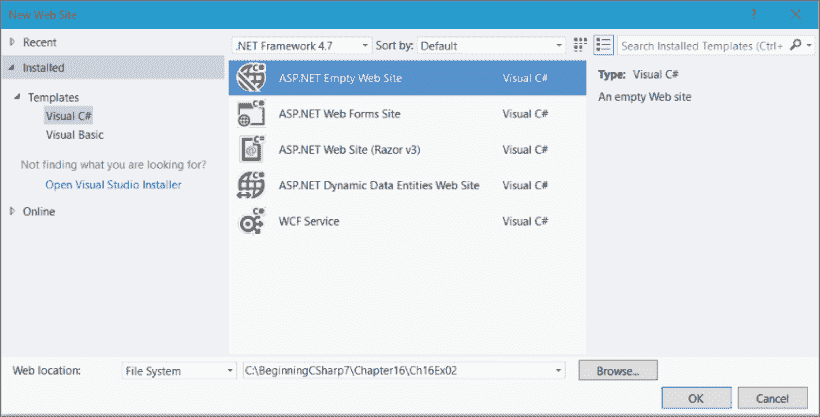 New Web Site
?
Recent
Installed
Templates
Visual C#
Visual Basic
Not finding what you are looking for?
Open Visual Studio Installer
Online
.NET Framework 4.7 Sort by: Default Search Installed Templates (Ctrl+
ASP.NET Empty Web Site Visual C#
ASP.NET Web Forms Site Visual C#
ASP.NET Web Site (Razor v3) Visual C#
ASP.NET Dynamic Data Entities Web Site Visual C#
WCF Service Visual C#
Type: Visual C#
An empty Web site
Web location: File System C:\BeginningCSharp7\Chapter16\Ch16Ex02 Browse...
OK Cancel